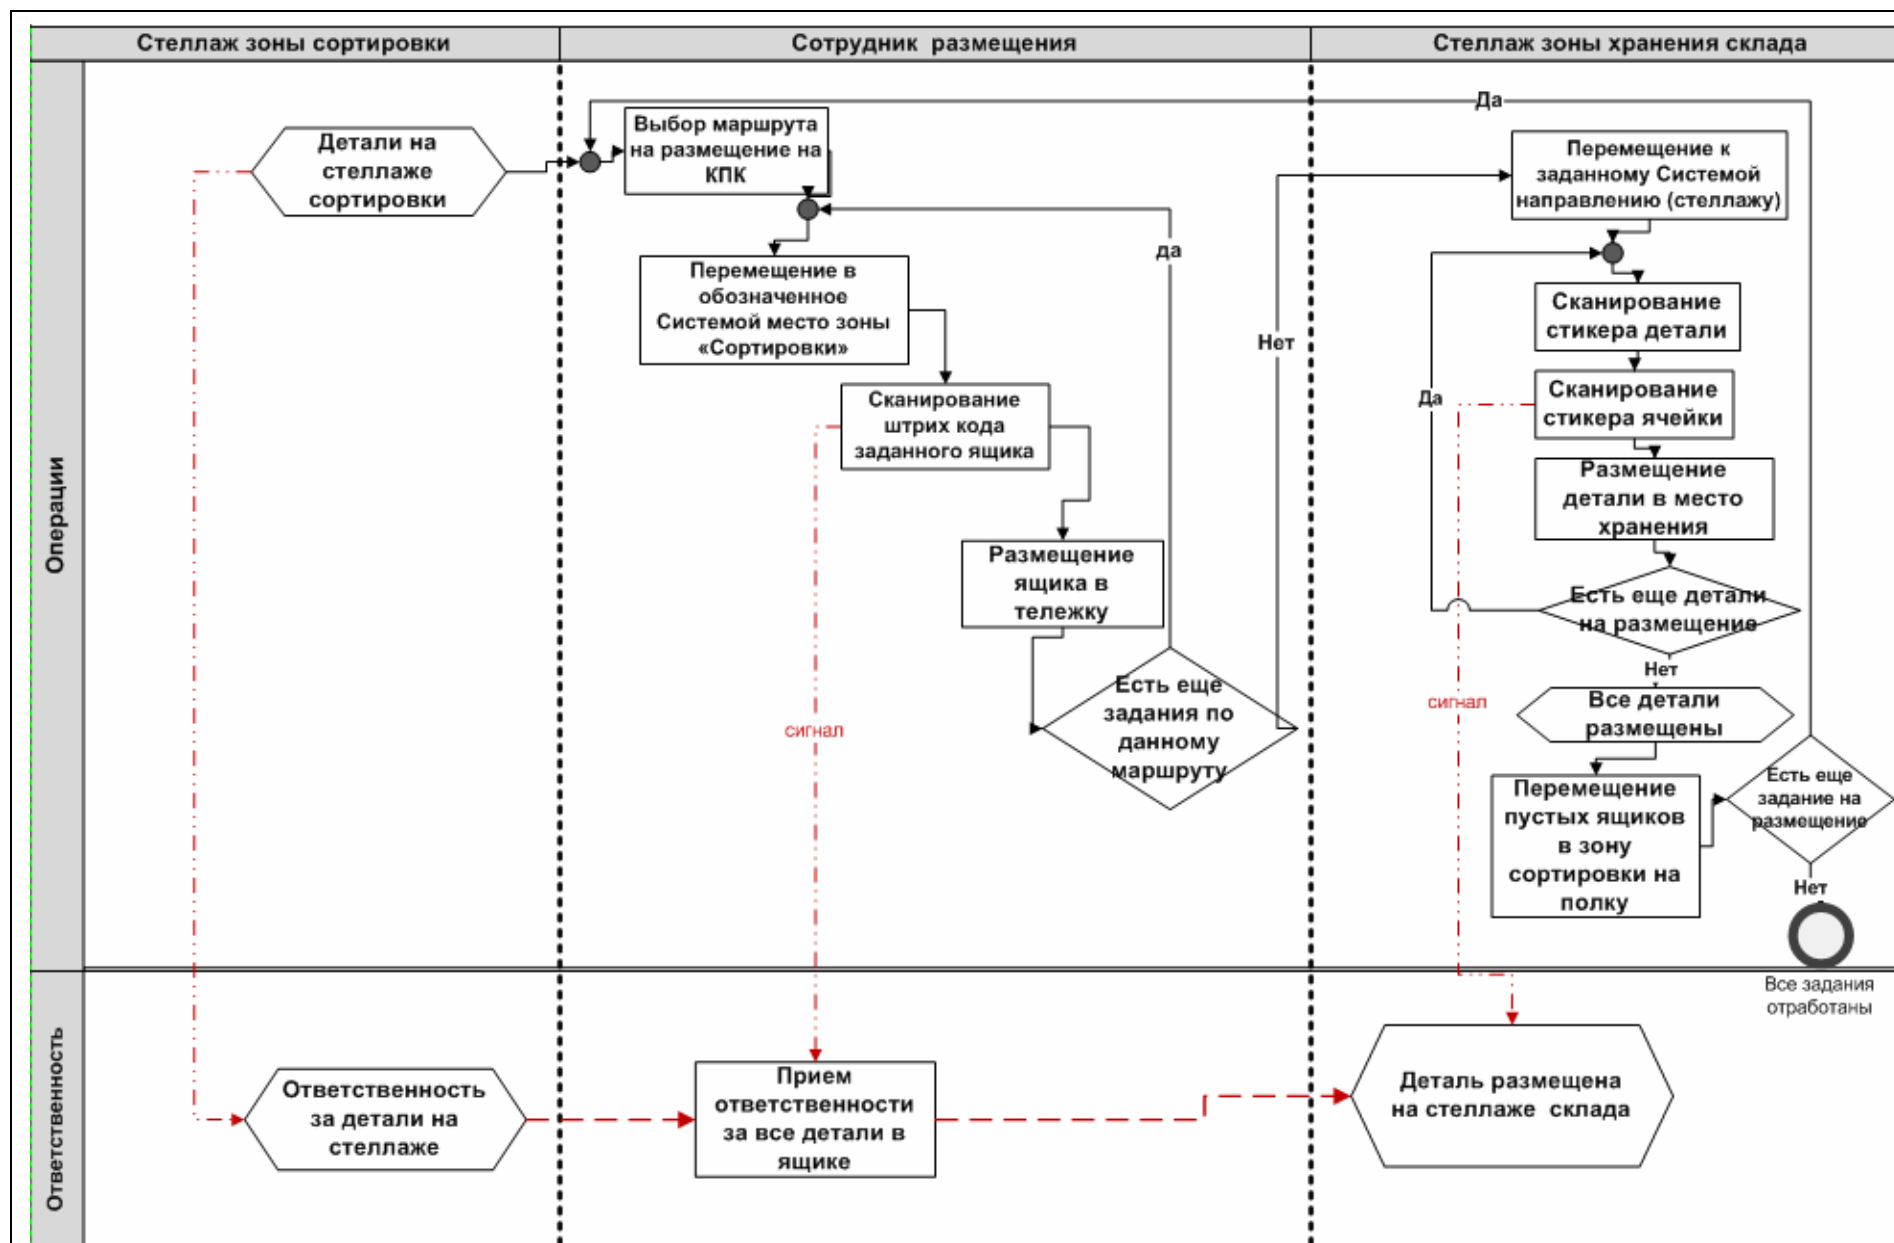 Стеллаж зоны сортировки
Сотрудник размещения
Стеллаж зоны хранения склада
Операции
Детали на
стеллаже
сортировки
Выбор маршрута
на размещение на
КПК
Да
Перемещение в
обозначенное
Системой место зоны
«Сортировки»
да
Сканирование
штрих кода
заданного ящика
Размещение
ящика в
тележку
сигнал
Есть еще
задания по
данному
маршруту
Нет
Перемещение к
заданному Системой
направлению (стеллажу)
Сканирование
стикера детали
Сканирование
стикера ячейки
Да
Размещение
детали в место
хранения
Есть еще детали
на размещение
Нет
сигнал
Все детали
размещены
Перемещение
пустых ящиков
в зону
сортировки на
полку
Есть еще
задание на
размещение
Нет
Все задания
отработаны
Ответственность
Ответственность
за детали на
стеллаже
Прием
ответственности
за все детали в
ящике
Деталь размещена
на стеллаже склада